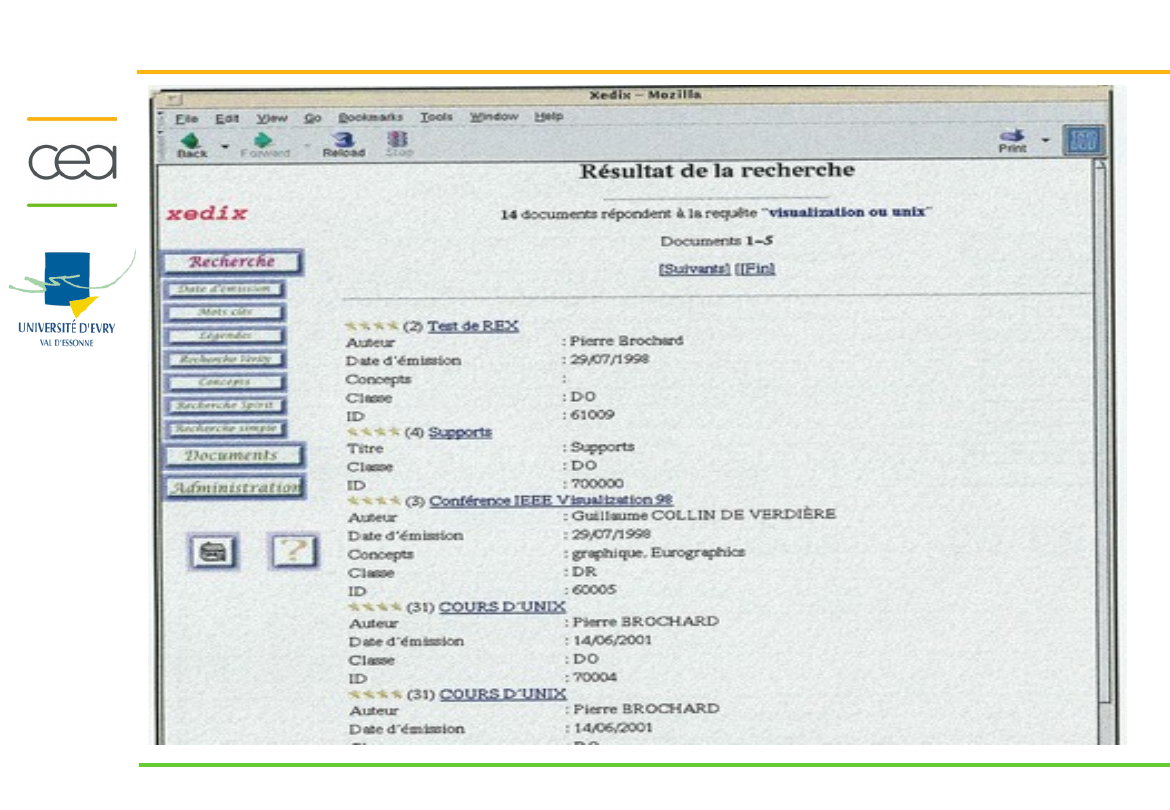 Xedix – Mozilla
File Edit View Go Bookmarks Tools Window Help
Back Forward Reload Stop Print
cea
UNIVERSITÉ D'EVRY
VAL D'ESSONNE
xedix
Recherche
Date d'émission
Mots clés
Légendes
Recherche Verity
Concepts
Recherche Spirit
Recherche simple
Documents
Administration
?
Résultat de la recherche
14 documents répondent à la requête "visualization ou unix"
Documents 1–5
[Suivants] [[Fin]
(2) Test de REX
Auteur : Pierre Brochard
Date d'émission : 29/07/1998
Concepts :
Classe : DO
ID : 61009
(4) Supports
Titre : Supports
Classe : DO
ID : 700000
(3) Conférence IEEE Visualization 98
Auteur : Guillaume COLLIN DE VERDIÈRE
Date d'émission : 29/07/1998
Concepts : graphique, Eurographics
Classe : DR
ID : 60005
(31) COURS D'UNIX
Auteur : Pierre BROCHARD
Date d'émission : 14/06/2001
Classe : DO
ID : 70004
(31) COURS D'UNIX
Auteur : Pierre BROCHARD
Date d'émission : 14/06/2001